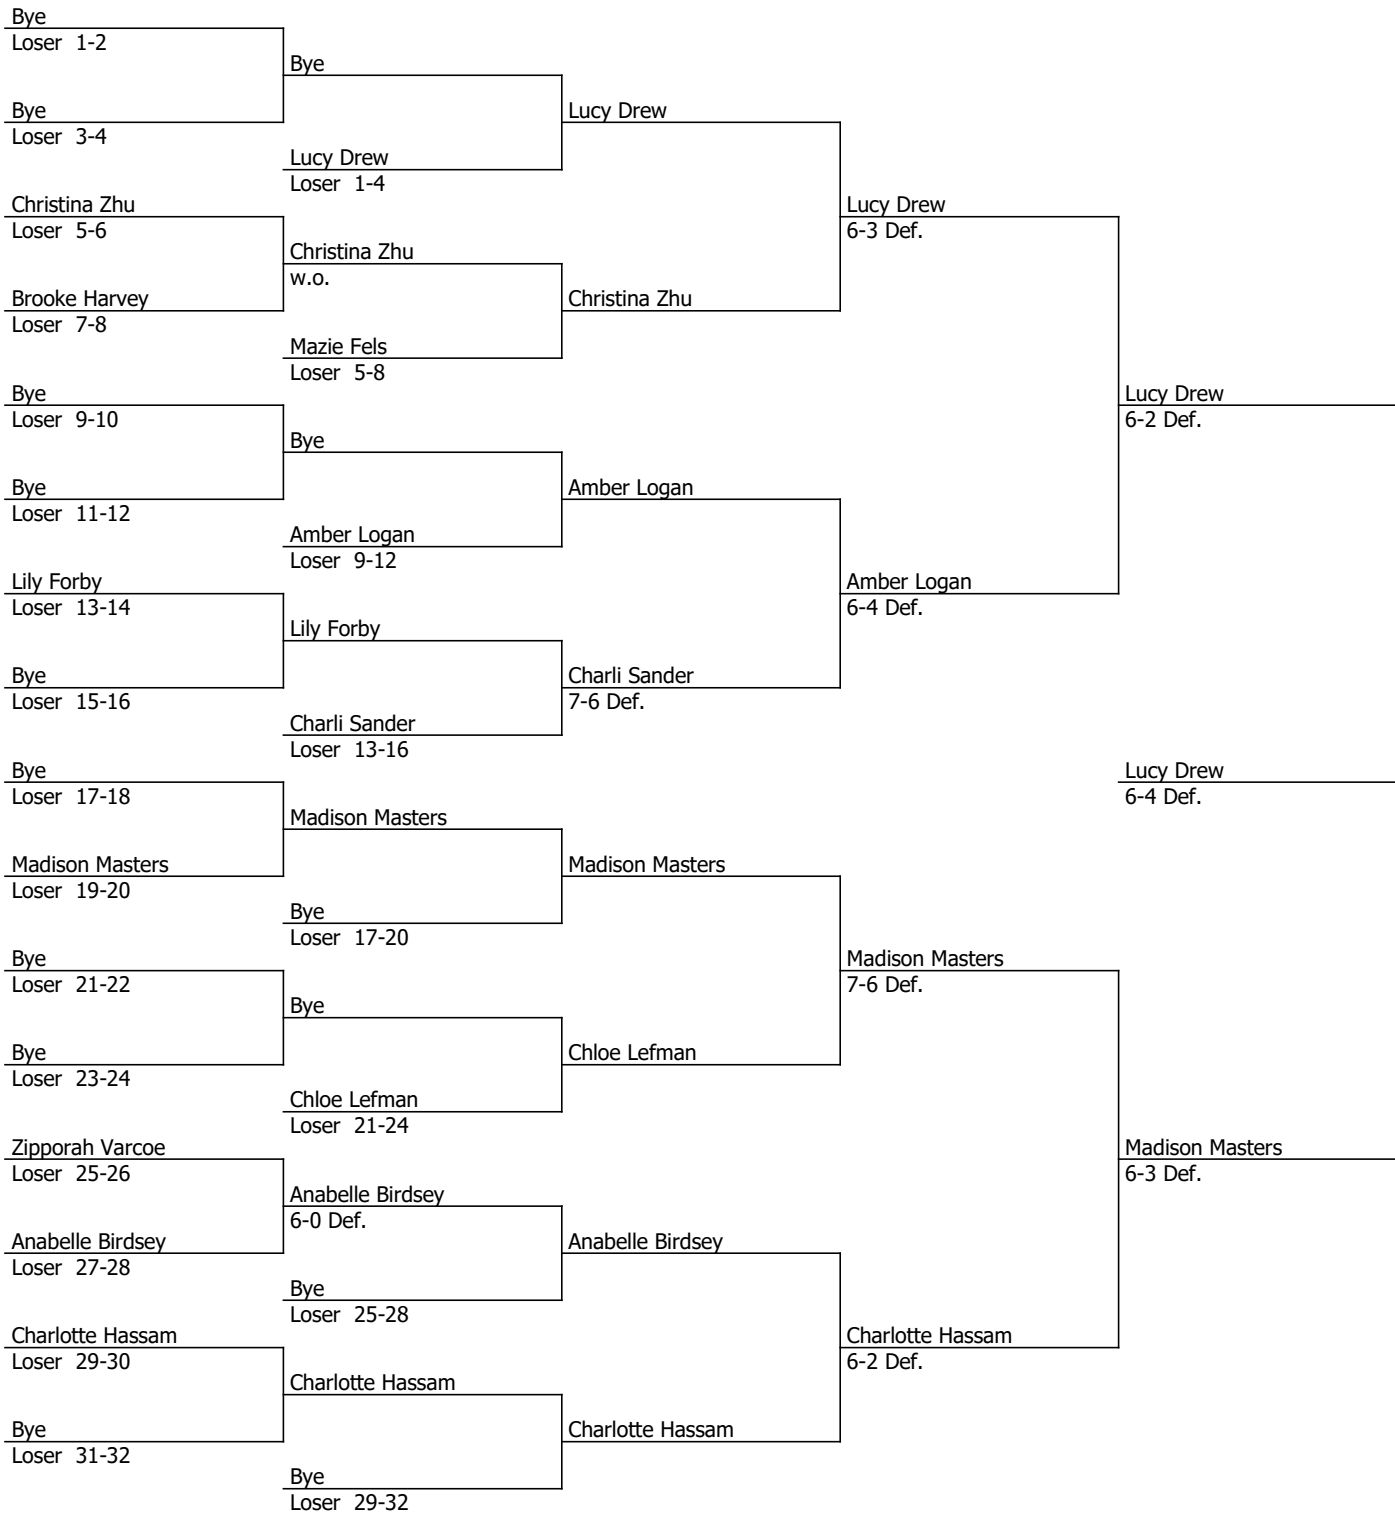 Bye
Loser 1-2
Bye
Bye
Loser 3-4
Lucy Drew
Lucy Drew
Loser 1-4
Christina Zhu
Loser 5-6
Lucy Drew
6-3 Def.
Christina Zhu
w.o.
Brooke Harvey
Loser 7-8
Christina Zhu
Mazie Fels
Loser 5-8
Bye
Loser 9-10
Lucy Drew
6-2 Def.
Bye
Bye
Loser 11-12
Amber Logan
Amber Logan
Loser 9-12
Lily Forby
Loser 13-14
Amber Logan
6-4 Def.
Lily Forby
Bye
Loser 15-16
Charli Sander
7-6 Def.
Charli Sander
Loser 13-16
Bye
Loser 17-18
Lucy Drew
6-4 Def.
Madison Masters
Madison Masters
Loser 19-20
Madison Masters
Bye
Loser 17-20
Bye
Loser 21-22
Madison Masters
7-6 Def.
Bye
Bye
Loser 23-24
Chloe Lefman
Chloe Lefman
Loser 21-24
Zipporah Varcoe
Loser 25-26
Madison Masters
6-3 Def.
Anabelle Birdsey
6-0 Def.
Anabelle Birdsey
Loser 27-28
Anabelle Birdsey
Bye
Loser 25-28
Charlotte Hassam
Loser 29-30
Charlotte Hassam
6-2 Def.
Charlotte Hassam
Bye
Loser 31-32
Charlotte Hassam
Bye
Loser 29-32